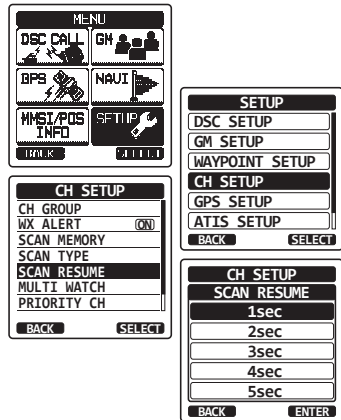 MENU
DSC CALL
GM
GPS
NAVI
MMSI/POS
INFO
SETUP
BACK
SELECT
SETUP
DSC SETUP
GM SETUP
WAYPOINT SETUP
CH SETUP
GPS SETUP
ATIS SETUP
BACK
SELECT
CH SETUP
CH GROUP
WX ALERT ON
SCAN MEMORY
SCAN TYPE
SCAN RESUME
MULTI WATCH
PRIORITY CH
BACK
SELECT
CH SETUP
SCAN RESUME
1sec
2sec
3sec
4sec
5sec
BACK
ENTER